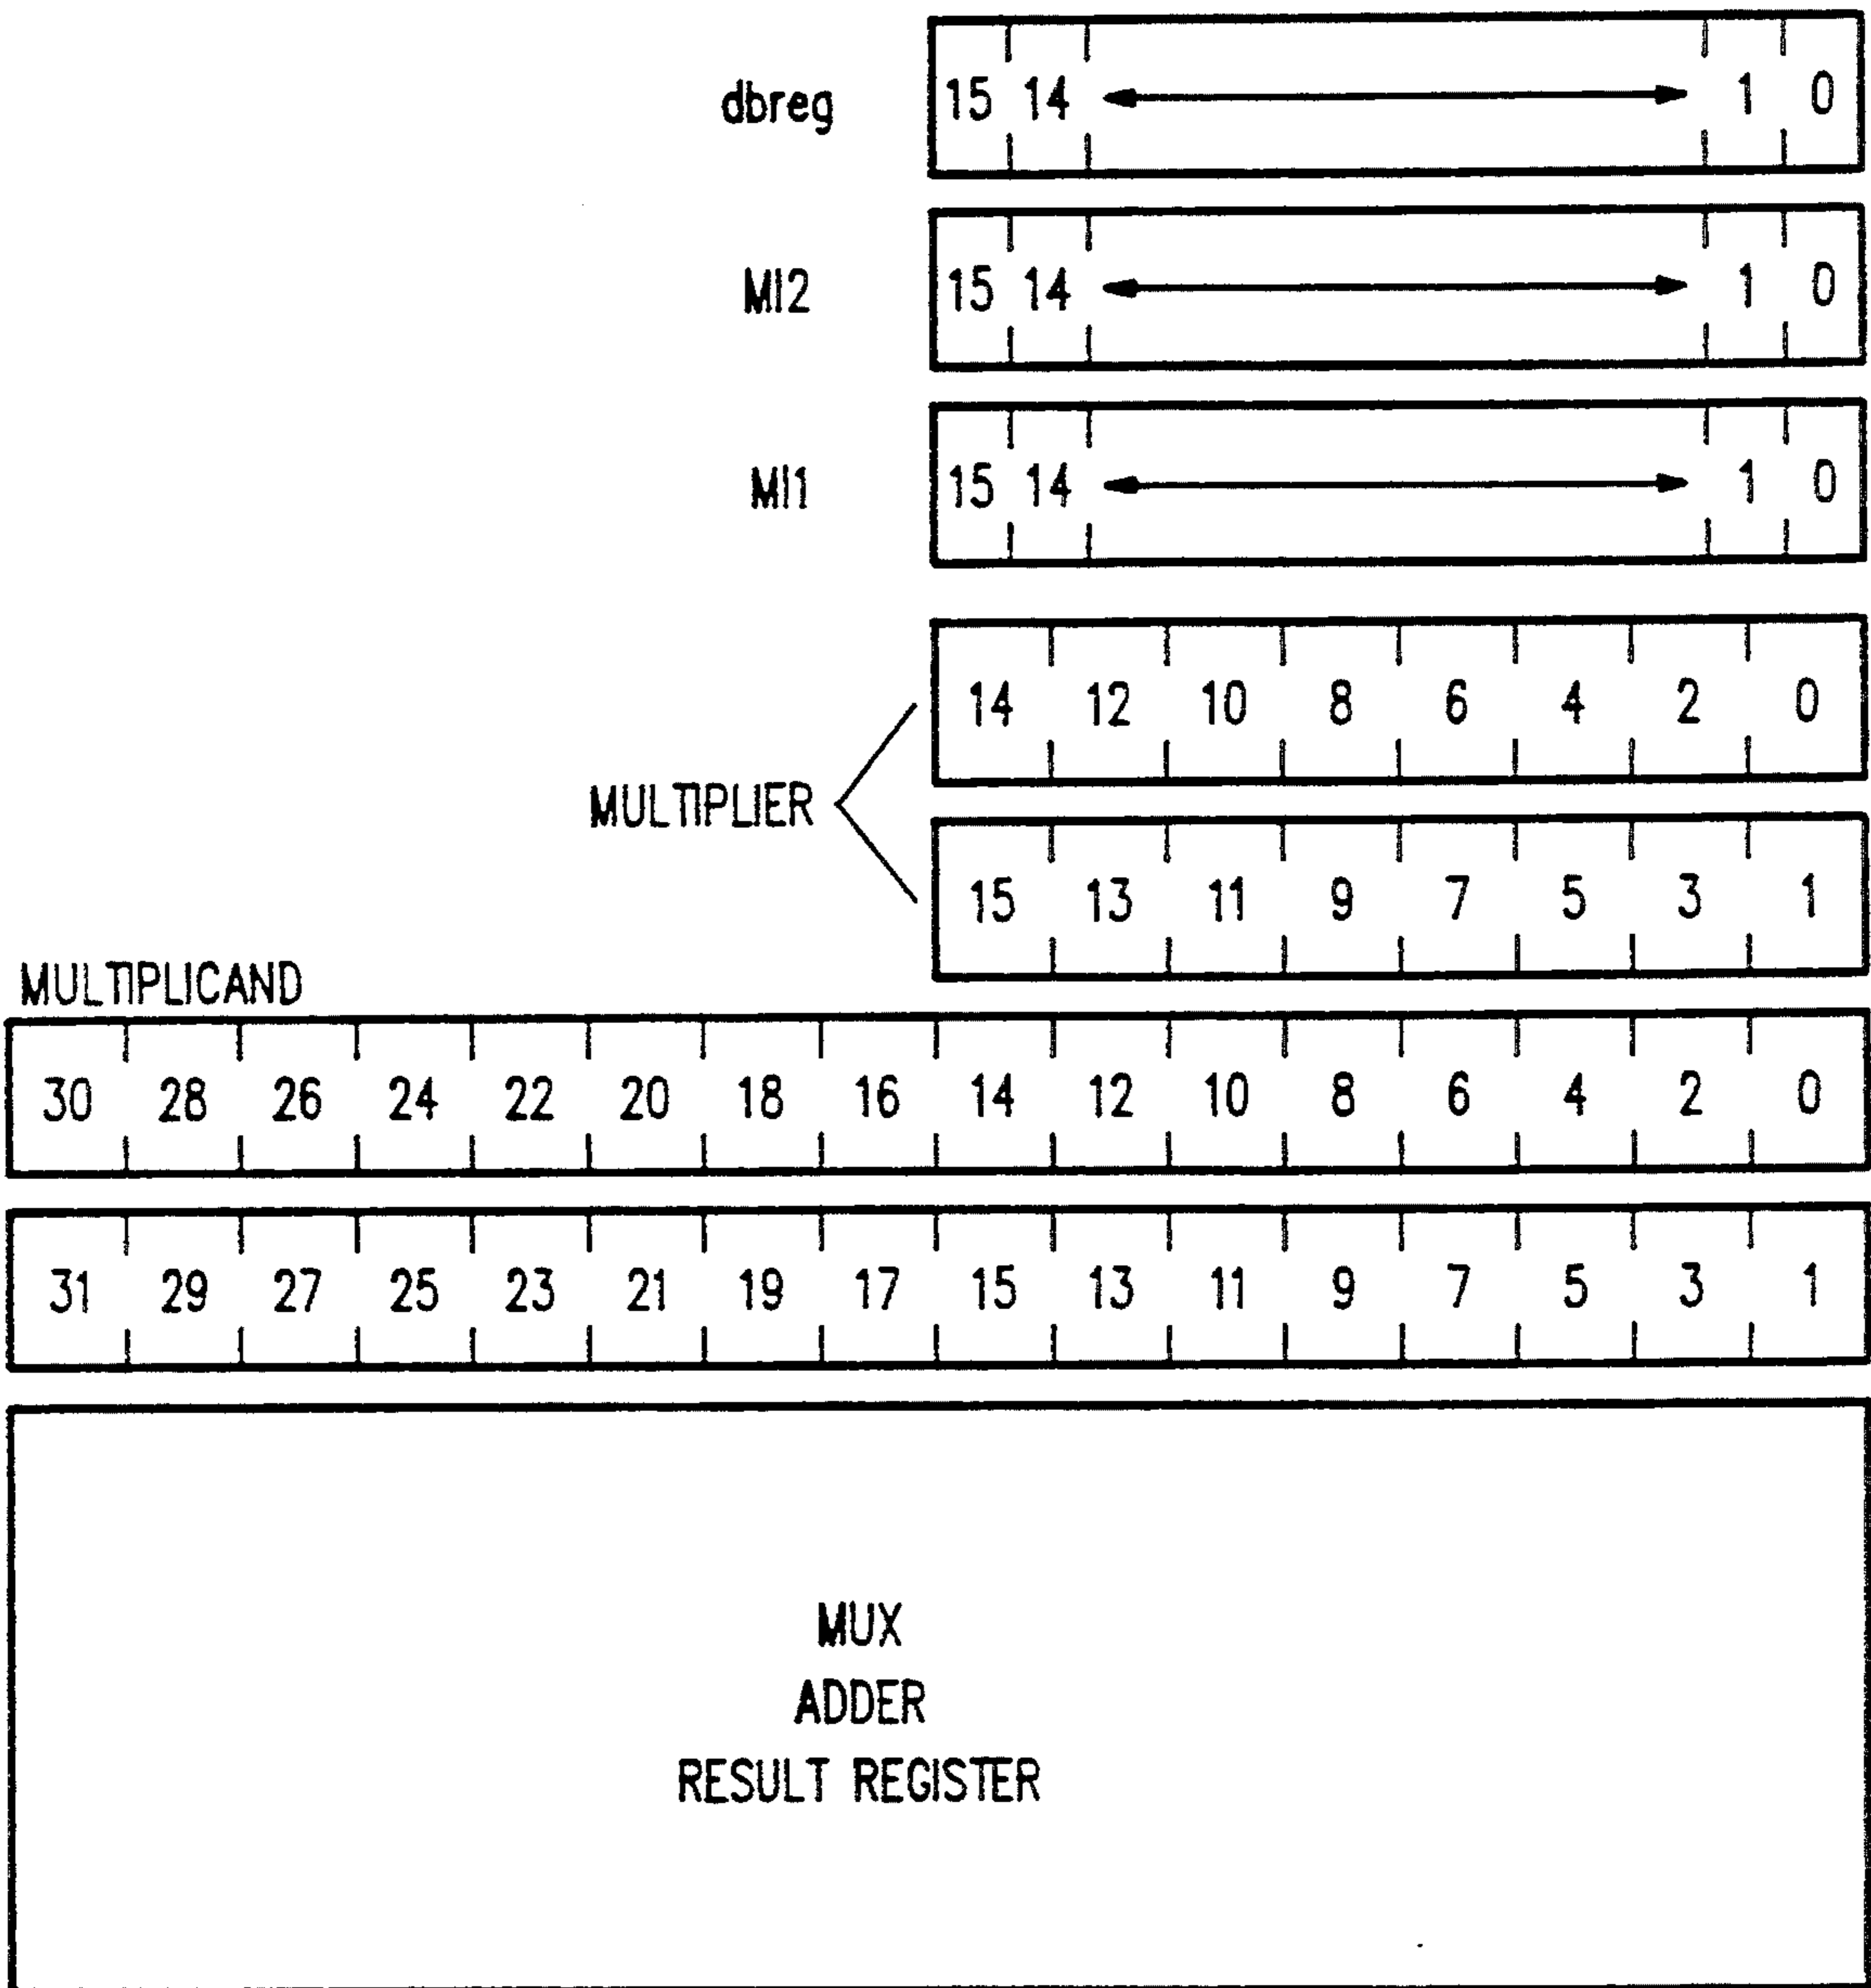 dbreg 15 14 1 0
MI2 15 14 1 0
MI1 15 14 1 0
14 12 10 8 6 4 2 0
MULTIPLIER
15 13 11 9 7 5 3 1
MULTIPLICAND
30 28 26 24 22 20 18 16 14 12 10 8 6 4 2 0
31 29 27 25 23 21 19 17 15 13 11 9 7 5 3 1
MUX
ADDER
RESULT REGISTER